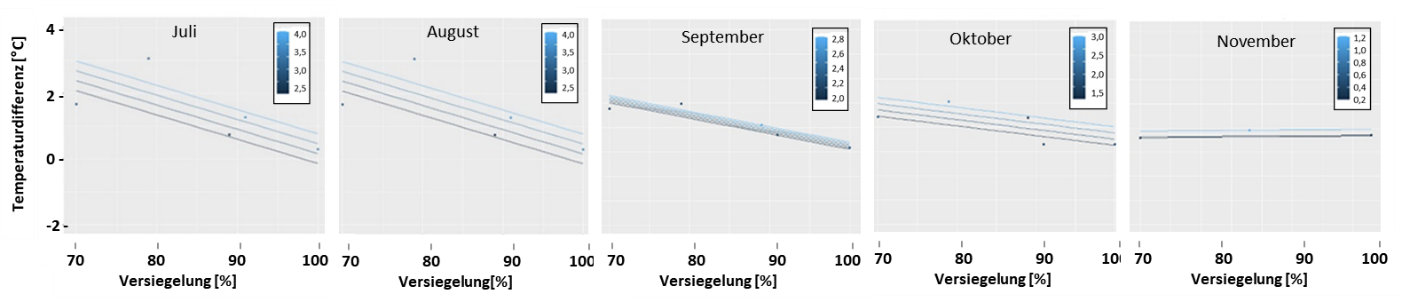 Temperaturdifferenz [°C]
4
2
0
-2
Juli
4,0
3,5
3,0
2,5
70 80 90 100
Versiegelung [%]
August
4,0
3,5
3,0
2,5
70 80 90 100
Versiegelung[%]
September
2,8
2,6
2,4
2,2
2,0
70 80 90 100
Versiegelung [%]
Oktober
3,0
2,5
2,0
1,5
70 80 90 10
Versiegelung [%]
November
1,2
1,0
0,8
0,6
0,4
0,2
70 80 90 100
Versiegelung [%]